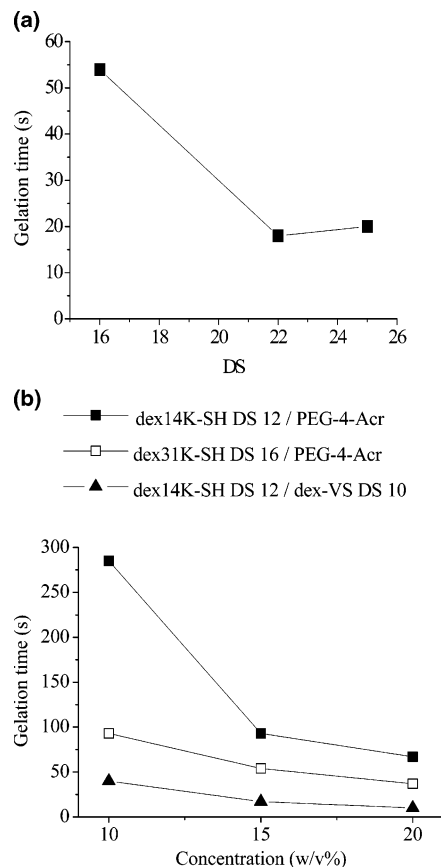 (a)
60
50
40
30
20
10
0
Gelation time (s)
16 18 20 22 24 26
DS
(b)
dex14K-SH DS 12 / PEG-4-Acr
dex31K-SH DS 16 / PEG-4-Acr
dex14K-SH DS 12 / dex-VS DS 10
300
250
200
150
100
50
0
Gelation time (s)
10 15 20
Concentration (w/v%)